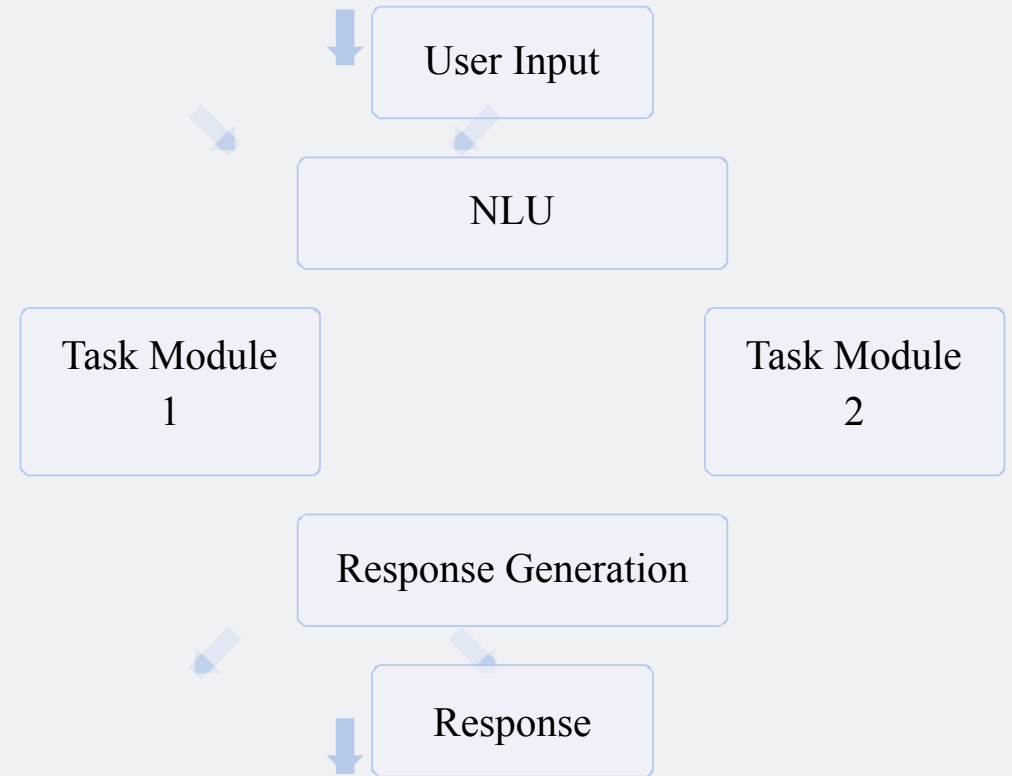 User Input
NLU
Task Module
1
Task Module
2
Response Generation
Response